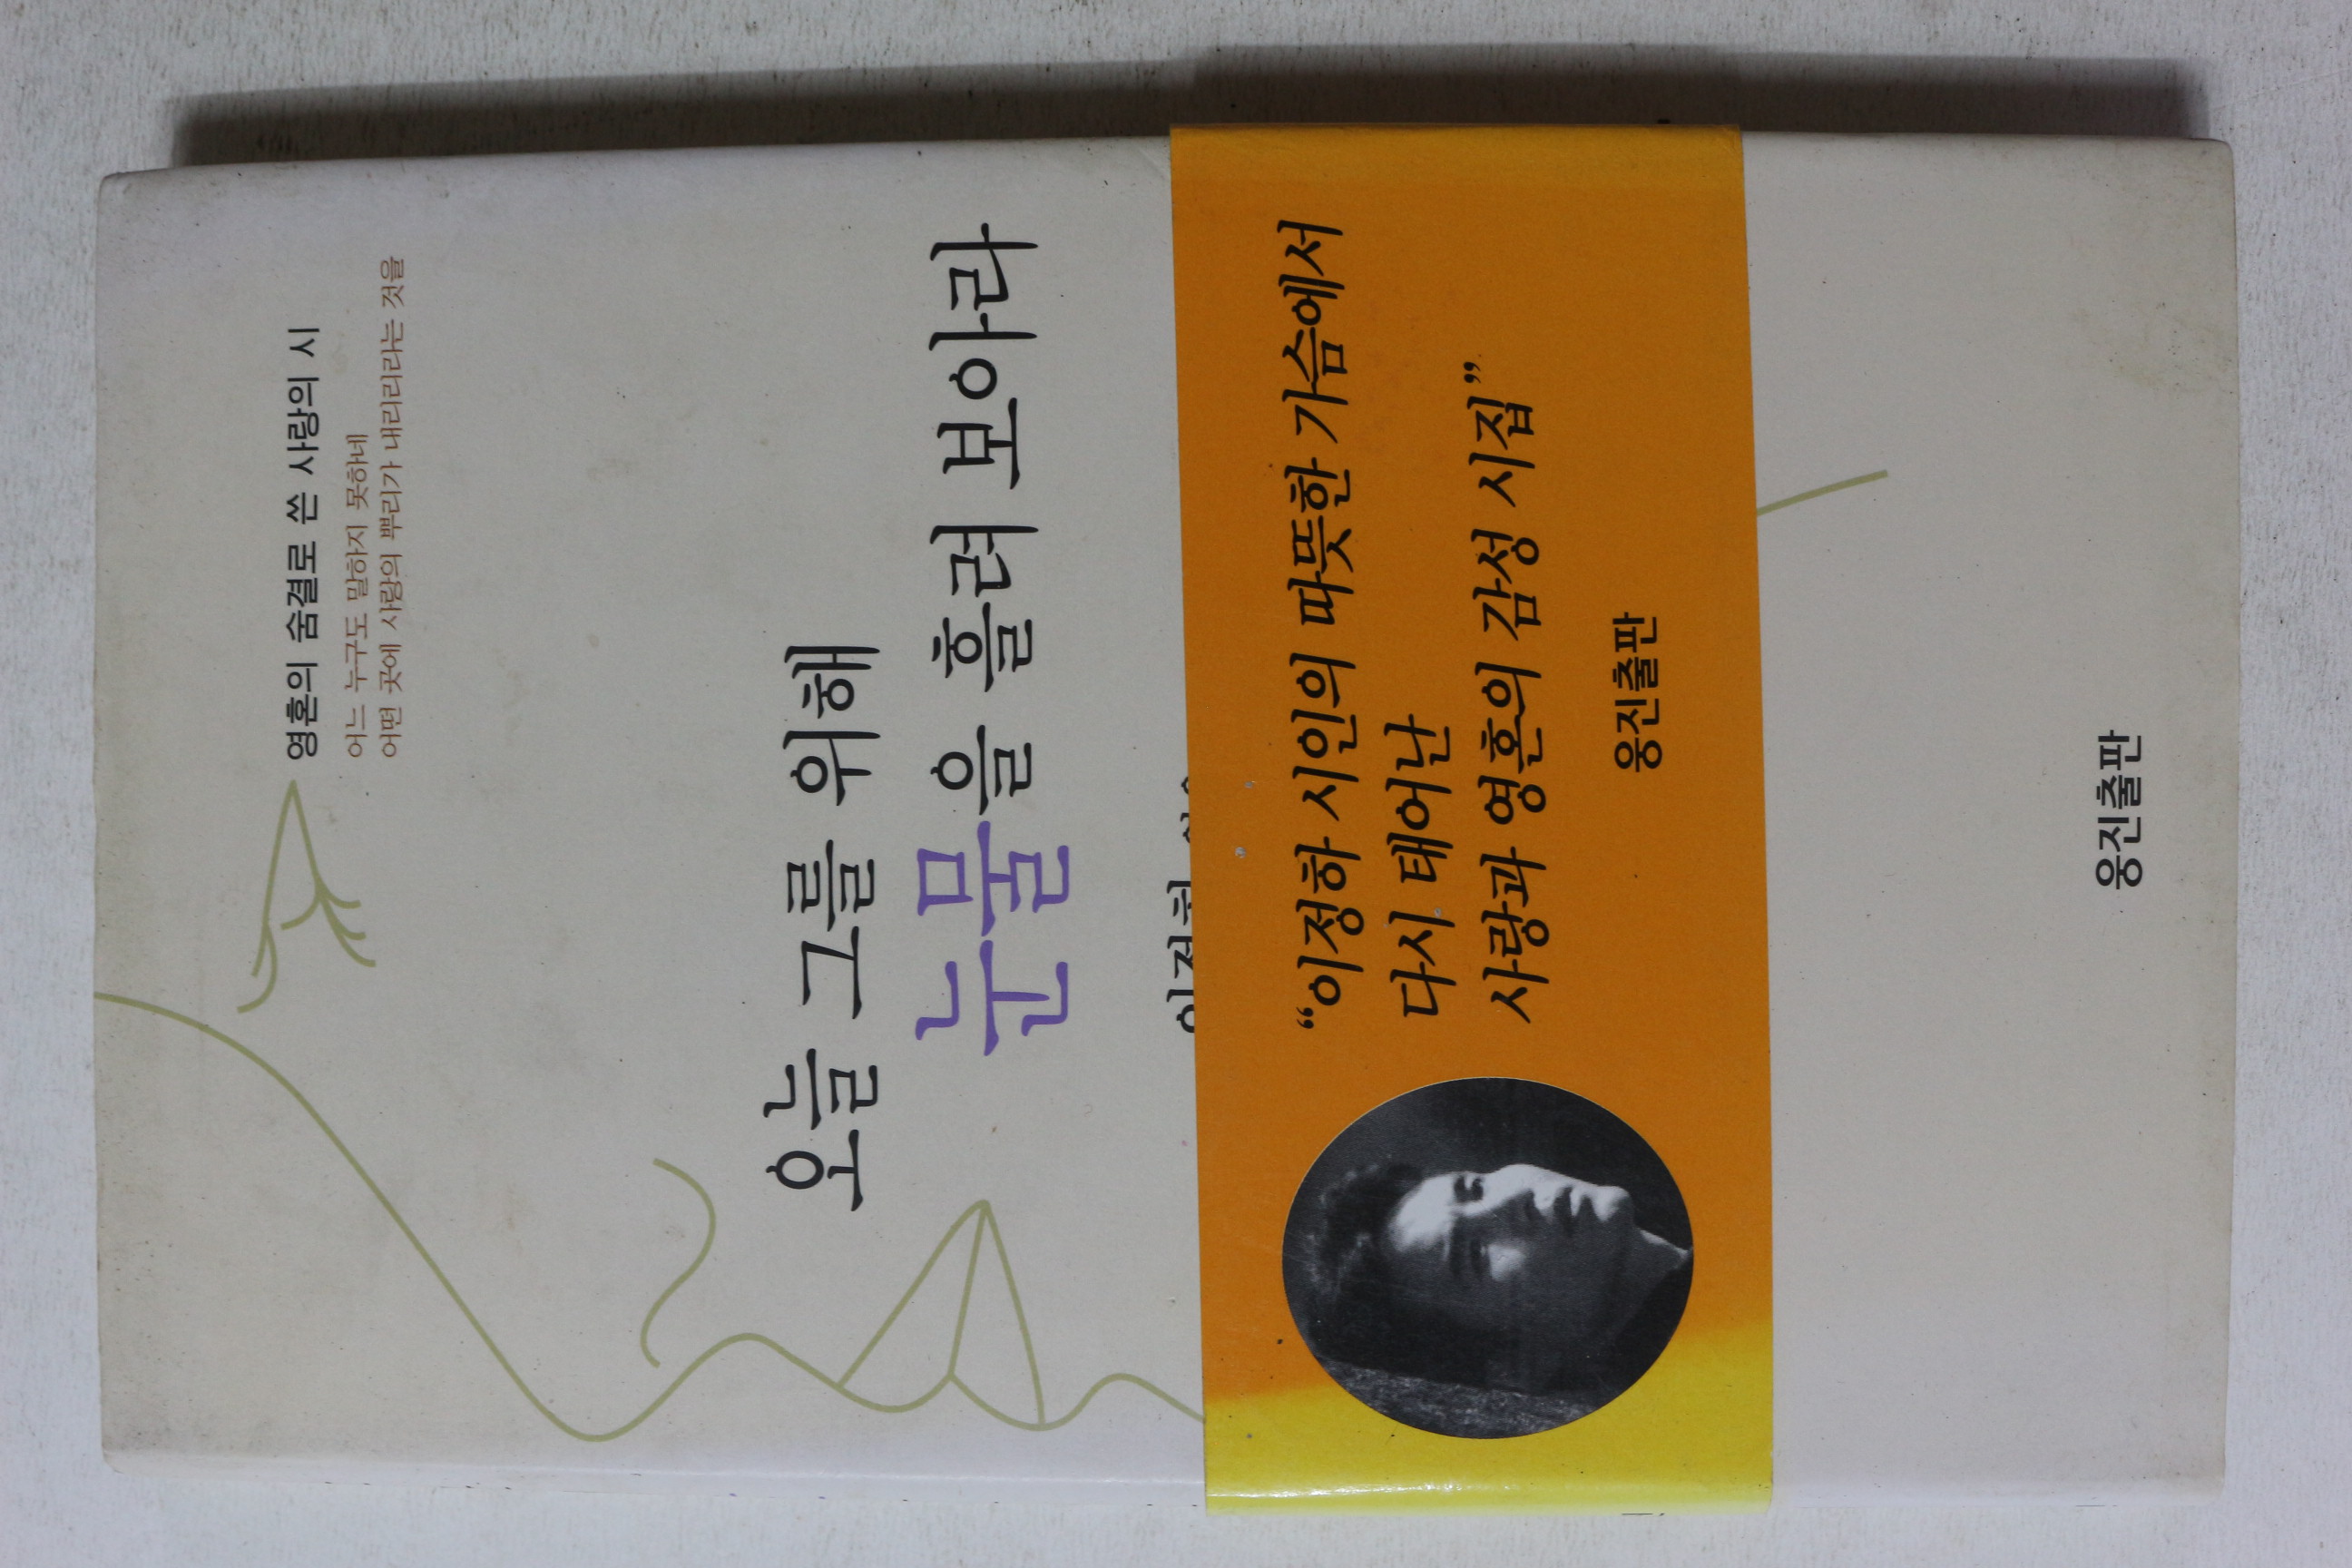 영혼의 숨결로 쓴 사랑의 시
어느 누구도 말하지 못하네
어떤 곳에 사랑의 뿌리가 내리리라는 것을
오늘 그를 위해
눈물을 흘려 보아라
“이정하 시인의 따뜻한 가슴에서
다시 태어난
사랑과 영혼의 감성 시집”
웅진출판
웅진출판